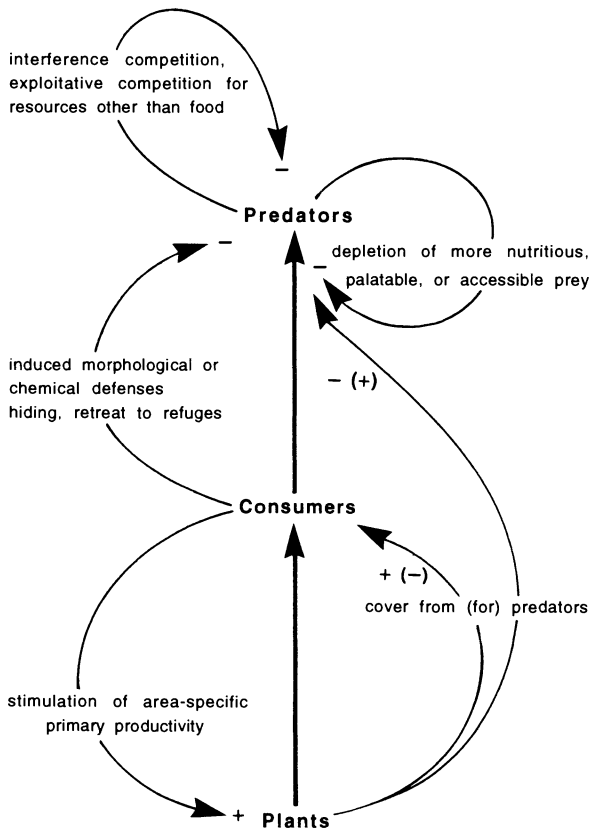 interference competition,
exploitative competition for
resources other than food
−
Predators
−
−
depletion of more nutritious,
palatable, or accessible prey
− (+)
induced morphological or
chemical defenses
hiding, retreat to refuges
Consumers
+ (−)
cover from (for) predators
stimulation of area-specific
primary productivity
+
Plants